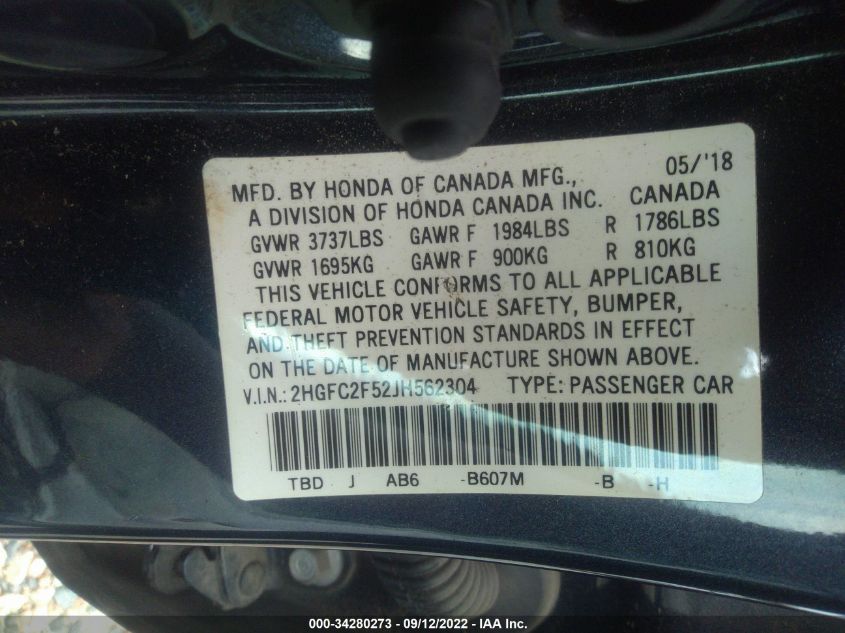 05/'18
MFD. BY HONDA OF CANADA MFG.,
A DIVISION OF HONDA CANADA INC. CANADA
GVWR 3737LBS GAWR F 1984LBS R 1786LBS
GVWR 1695KG GAWR F 900KG R 810KG
THIS VEHICLE CONFORMS TO ALL APPLICABLE
FEDERAL MOTOR VEHICLE SAFETY, BUMPER,
AND THEFT PREVENTION STANDARDS IN EFFECT
ON THE DATE OF MANUFACTURE SHOWN ABOVE.
V.I.N.: 2HGFC2F52JH562304 TYPE: PASSENGER CAR
TBD J AB6 -B607M -B -H
000-34280273 - 09/12/2022 - IAA Inc.